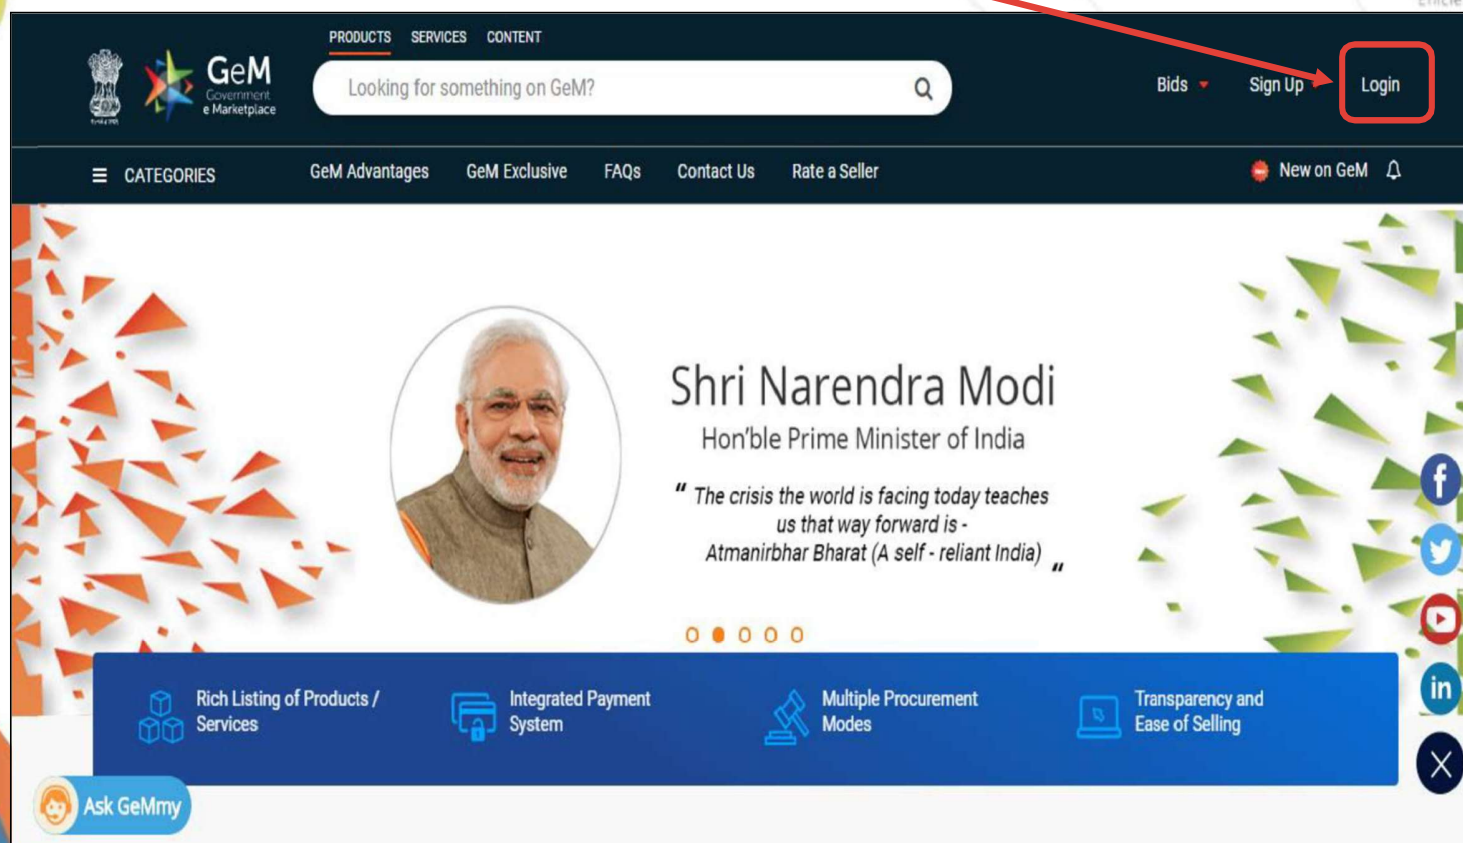 PRODUCTS SERVICES CONTENT
GeM
Government
e Marketplace
Looking for something on GeM?
Bids Sign Up Login
CATEGORIES GeM Advantages GeM Exclusive FAQs Contact Us Rate a Seller New on GeM
Shri Narendra Modi
Hon'ble Prime Minister of India
" The crisis the world is facing today teaches
us that way forward is -
Atmanirbhar Bharat (A self - reliant India) "
Rich Listing of Products /
Services
Integrated Payment
System
Multiple Procurement
Modes
Transparency and
Ease of Selling
Ask GeMmy